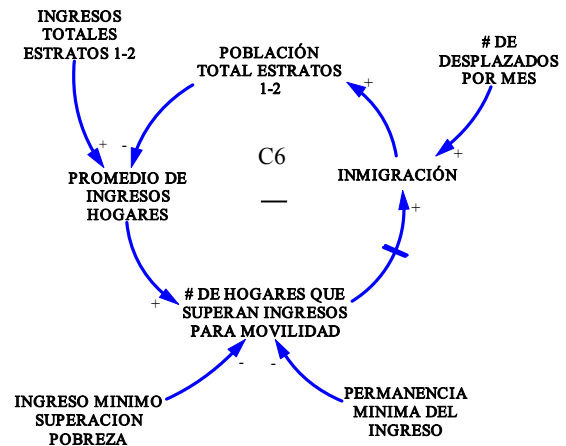 INGRESOS
TOTALES
ESTRATOS 1-2
POBLACIÓN
TOTAL ESTRATOS
1-2
# DE
DESPLAZADOS
POR MES
+
-
+
+
C6
—
PROMEDIO DE
INGRESOS
HOGARES
INMIGRACIÓN
+
+
# DE HOGARES QUE
SUPERAN INGRESOS
PARA MOVILIDAD
-
-
INGRESO MINIMO
SUPERACION
POBREZA
PERMANENCIA
MINIMA DEL
INGRESO